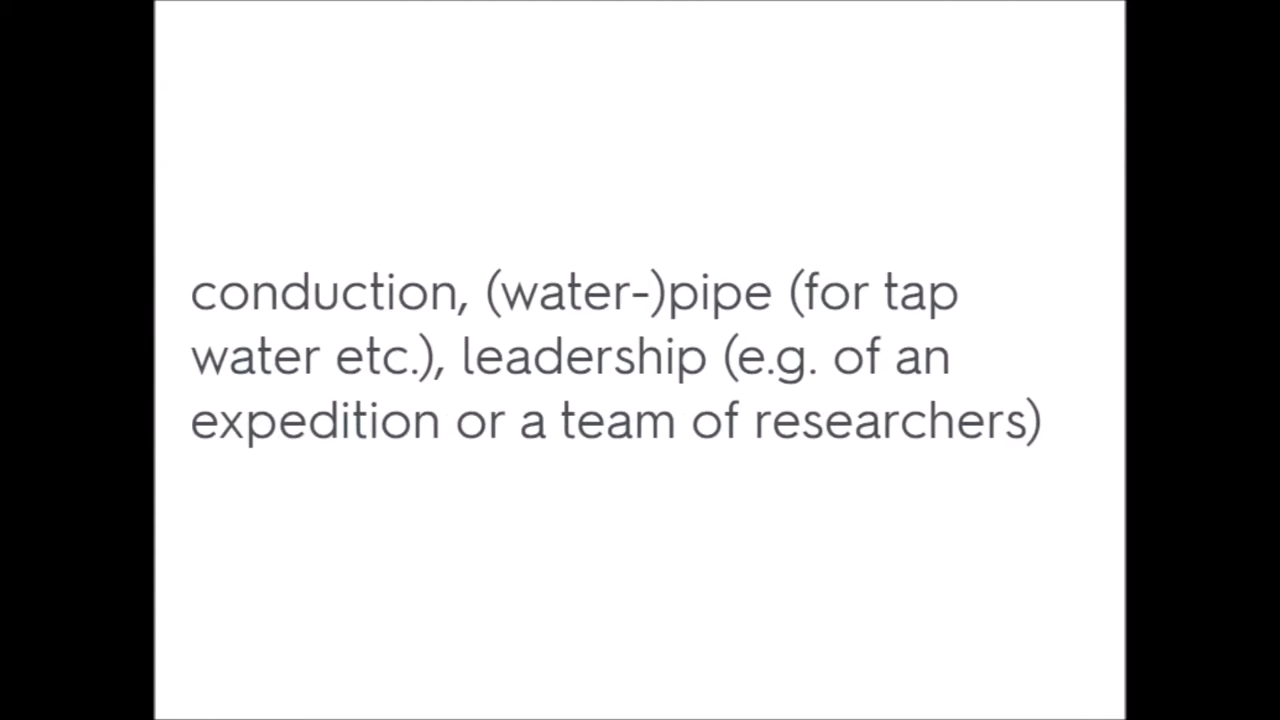 conduction, (water-)pipe (for tap
water etc.), leadership (e.g. of an
expedition or a team of researchers)